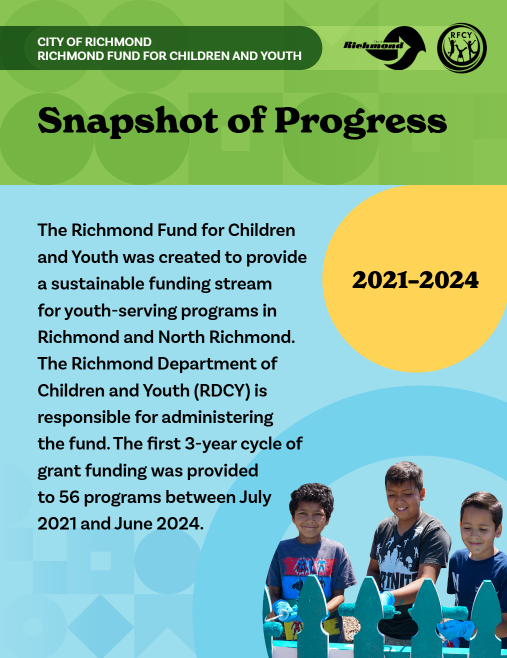 CITY OF RICHMOND
RICHMOND FUND FOR CHILDREN AND YOUTH
Richmond
RFCY
Snapshot of Progress
The Richmond Fund for Children
and Youth was created to provide
a sustainable funding stream
for youth-serving programs in
Richmond and North Richmond.
The Richmond Department of
Children and Youth (RDCY) is
responsible for administering
the fund. The first 3-year cycle of
grant funding was provided
to 56 programs between July
2021 and June 2024.
2021–2024